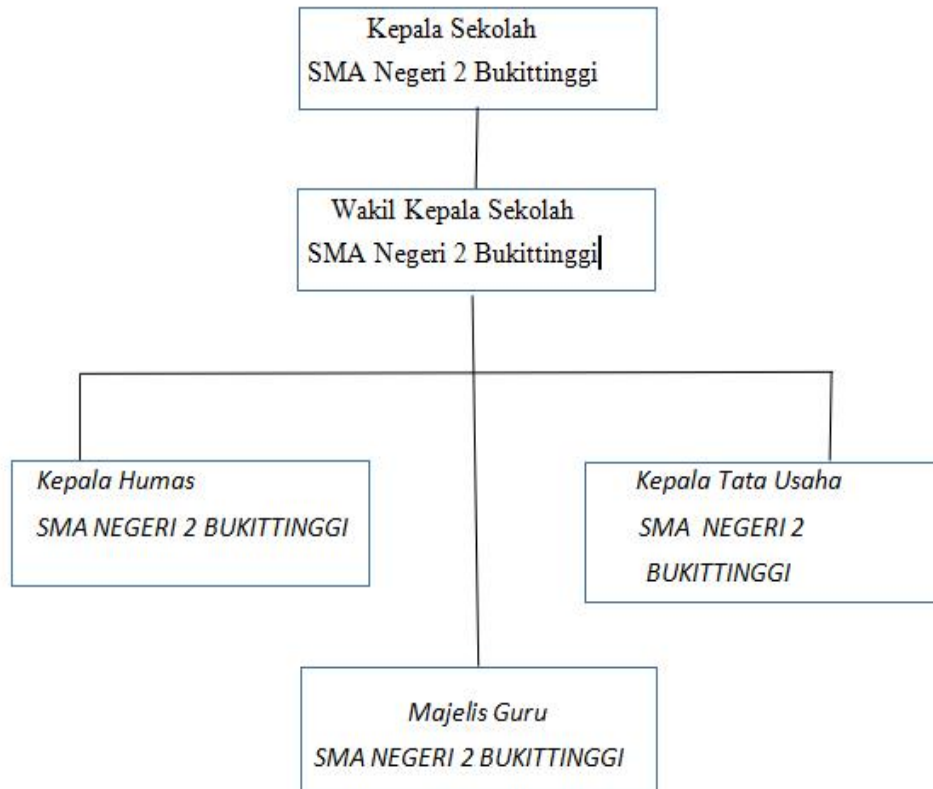 Kepala Sekolah
SMA Negeri 2 Bukittinggi
Wakil Kepala Sekolah
SMA Negeri 2 Bukittinggi
Kepala Humas
SMA NEGERI 2 BUKITTINGGI
Kepala Tata Usaha
SMA NEGERI 2
BUKITTINGGI
Majelis Guru
SMA NEGERI 2 BUKITTINGGI